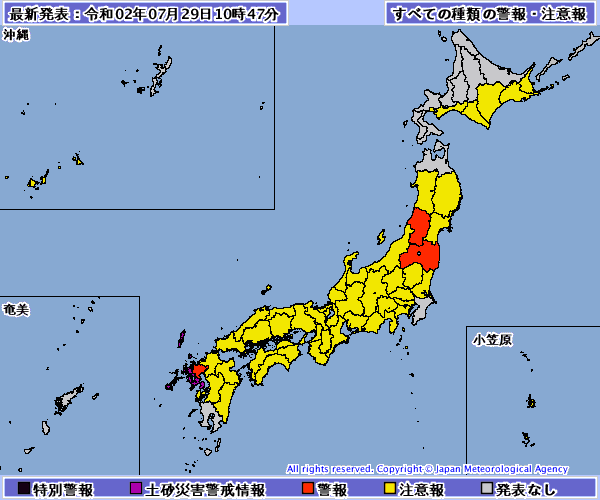 最新発表：令和02年07月29日10時47分
すべての種類の警報・注意報
沖縄
奄美
小笠原
All rights reserved. Copyright © Japan Meteorological Agency
特別警報 土砂災害警戒情報 警報 注意報 発表なし